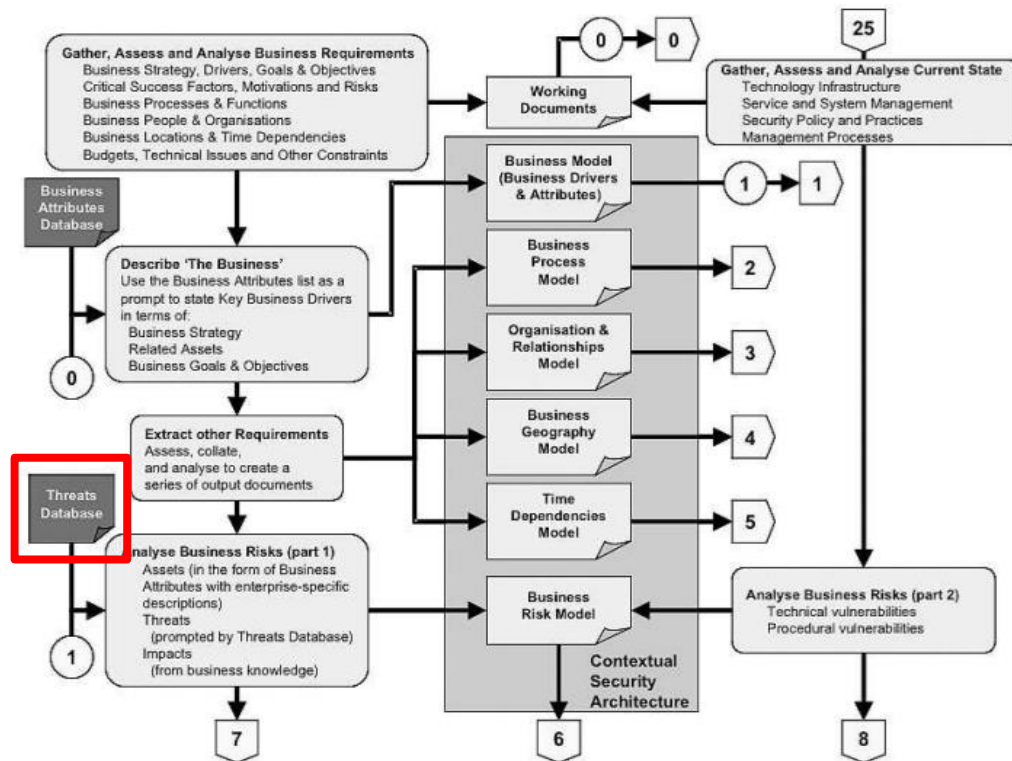 0
0
25
Gather, Assess and Analyse Business Requirements
Business Strategy, Drivers, Goals & Objectives
Critical Success Factors, Motivations and Risks
Business Processes & Functions
Business People & Organisations
Business Locations & Time Dependencies
Budgets, Technical Issues and Other Constraints
Working
Documents
Gather, Assess and Analyse Current State
Technology Infrastructure
Service and System Management
Security Policy and Practices
Management Processes
Business
Attributes
Database
Business Model
(Business Drivers
& Attributes)
1
1
Describe ‘The Business’
Use the Business Attributes list as a
prompt to state Key Business Drivers
in terms of:
Business Strategy
Related Assets
Business Goals & Objectives
0
Business
Process
Model
2
Organisation &
Relationships
Model
3
Extract other Requirements
Assess, collate,
and analyse to create a
series of output documents
Business
Geography
Model
4
Threats
Database
Time
Dependencies
Model
5
Analyse Business Risks (part 1)
Assets (in the form of Business
Attributes with enterprise-specific
descriptions)
Threats
(prompted by Threats Database)
Impacts
(from business knowledge)
1
Business
Risk Model
Analyse Business Risks (part 2)
Technical vulnerabilities
Procedural vulnerabilities
Contextual
Security
Architecture
7
6
8